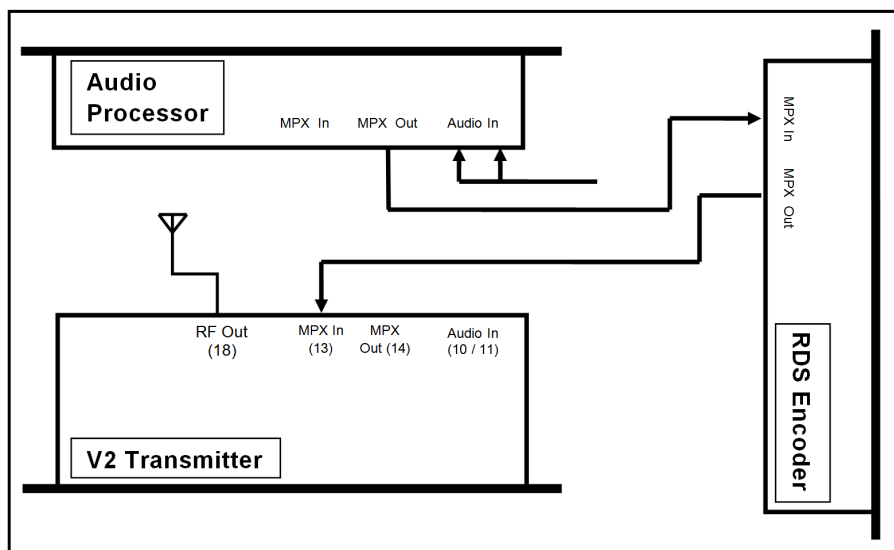 Audio
Processor
MPX In
MPX Out
Audio In
MPX In
MPX Out
RF Out
(18)
MPX In
(13)
MPX
Out (14)
Audio In
(10 / 11)
V2 Transmitter
RDS Encoder